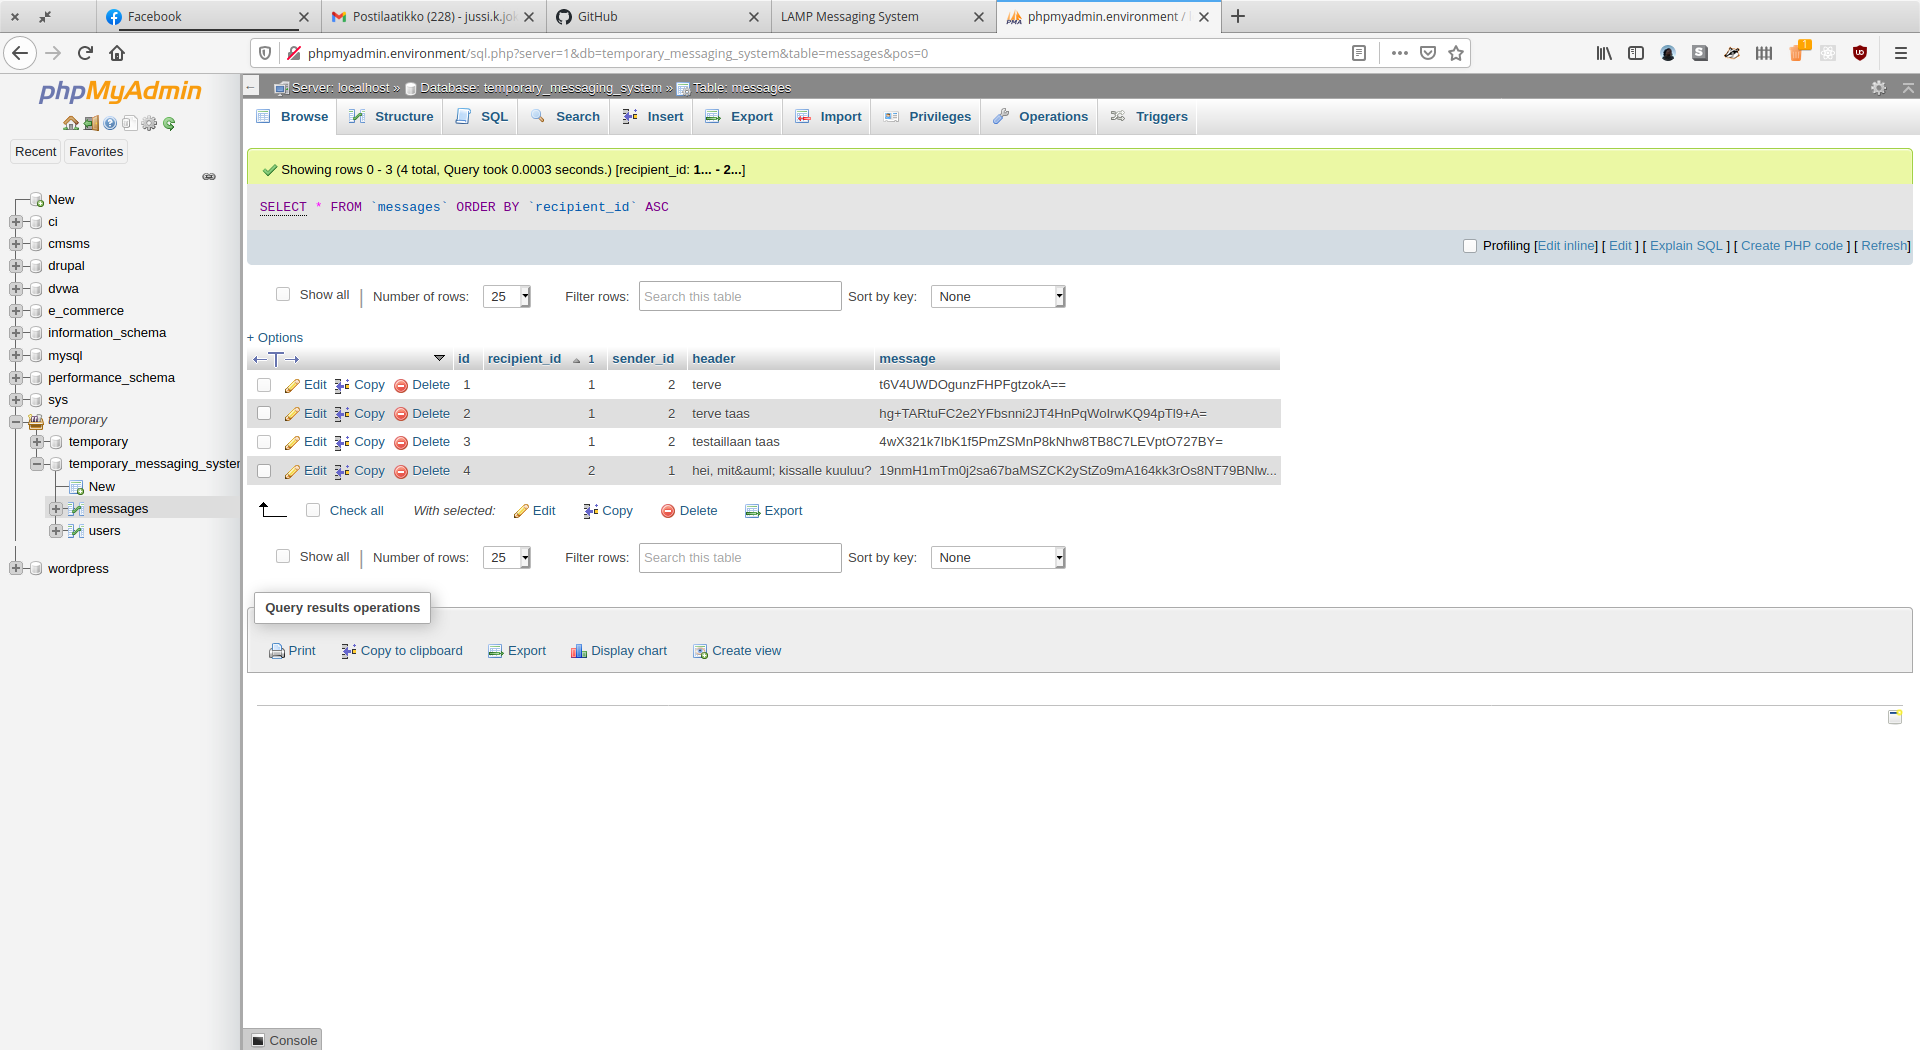 Facebook
Postilaatikko (228) - jussi.k.jok
GitHub
LAMP Messaging System
phpmyadmin.environment /
phpmyadmin.environment/sql.php?server=1&db=temporary_messaging_system&table=messages&pos=0
1
phpMyAdmin
Recent
Favorites
New
ci
cmsms
drupal
dvwa
e_commerce
information_schema
mysql
performance_schema
sys
temporary
temporary
temporary_messaging_syster
New
messages
users
wordpress
Server: localhost » Database: temporary_messaging_system » Table: messages
Browse Structure SQL Search Insert Export Import Privileges Operations Triggers
Showing rows 0 - 3 (4 total, Query took 0.0003 seconds.) [recipient_id: 1... - 2...]
SELECT * FROM `messages` ORDER BY `recipient_id` ASC
Profiling [Edit inline] [ Edit ] [ Explain SQL ] [ Create PHP code ] [ Refresh]
Show all | Number of rows: 25 Filter rows: Search this table Sort by key: None
+ Options
id recipient_id 1 sender_id header message
Edit Copy Delete 1 1 2 terve t6V4UWDOgunzFHPFgtzokA==
Edit Copy Delete 2 1 2 terve taas hg+TARtuFC2e2YFbsnni2JT4HnPqWoIrwKQ94pTl9+A=
Edit Copy Delete 3 1 2 testaillaan taas 4wX321k7IbK1f5PmZSMnP8kNhw8TB8C7LEVptO727BY=
Edit Copy Delete 4 2 1 hei, mit&auml; kissalle kuuluu? 19nmH1mTm0j2sa67baMSZCK2yStZo9mA164kk3rOs8NT79BNlw...
Check all With selected: Edit Copy Delete Export
Show all | Number of rows: 25 Filter rows: Search this table Sort by key: None
Query results operations
Print Copy to clipboard Export Display chart Create view
Console